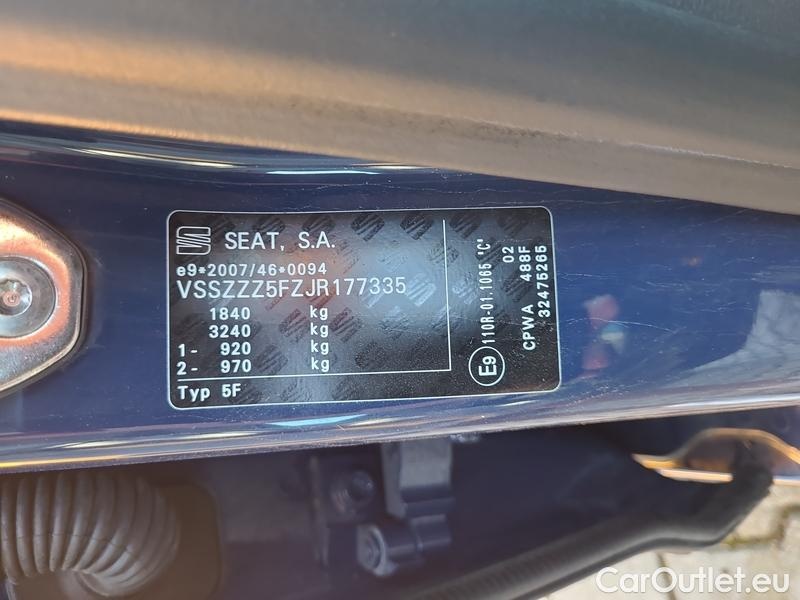 SEAT, S.A.
e9*2007/46*0094
VSSZZZ5FZJR177335
1840 kg
3240 kg
1- 920 kg
2- 970 kg
Typ 5F
E9 110R-01.1065 "C"
02
CPWA 488F
32475265
CarOutlet.eu